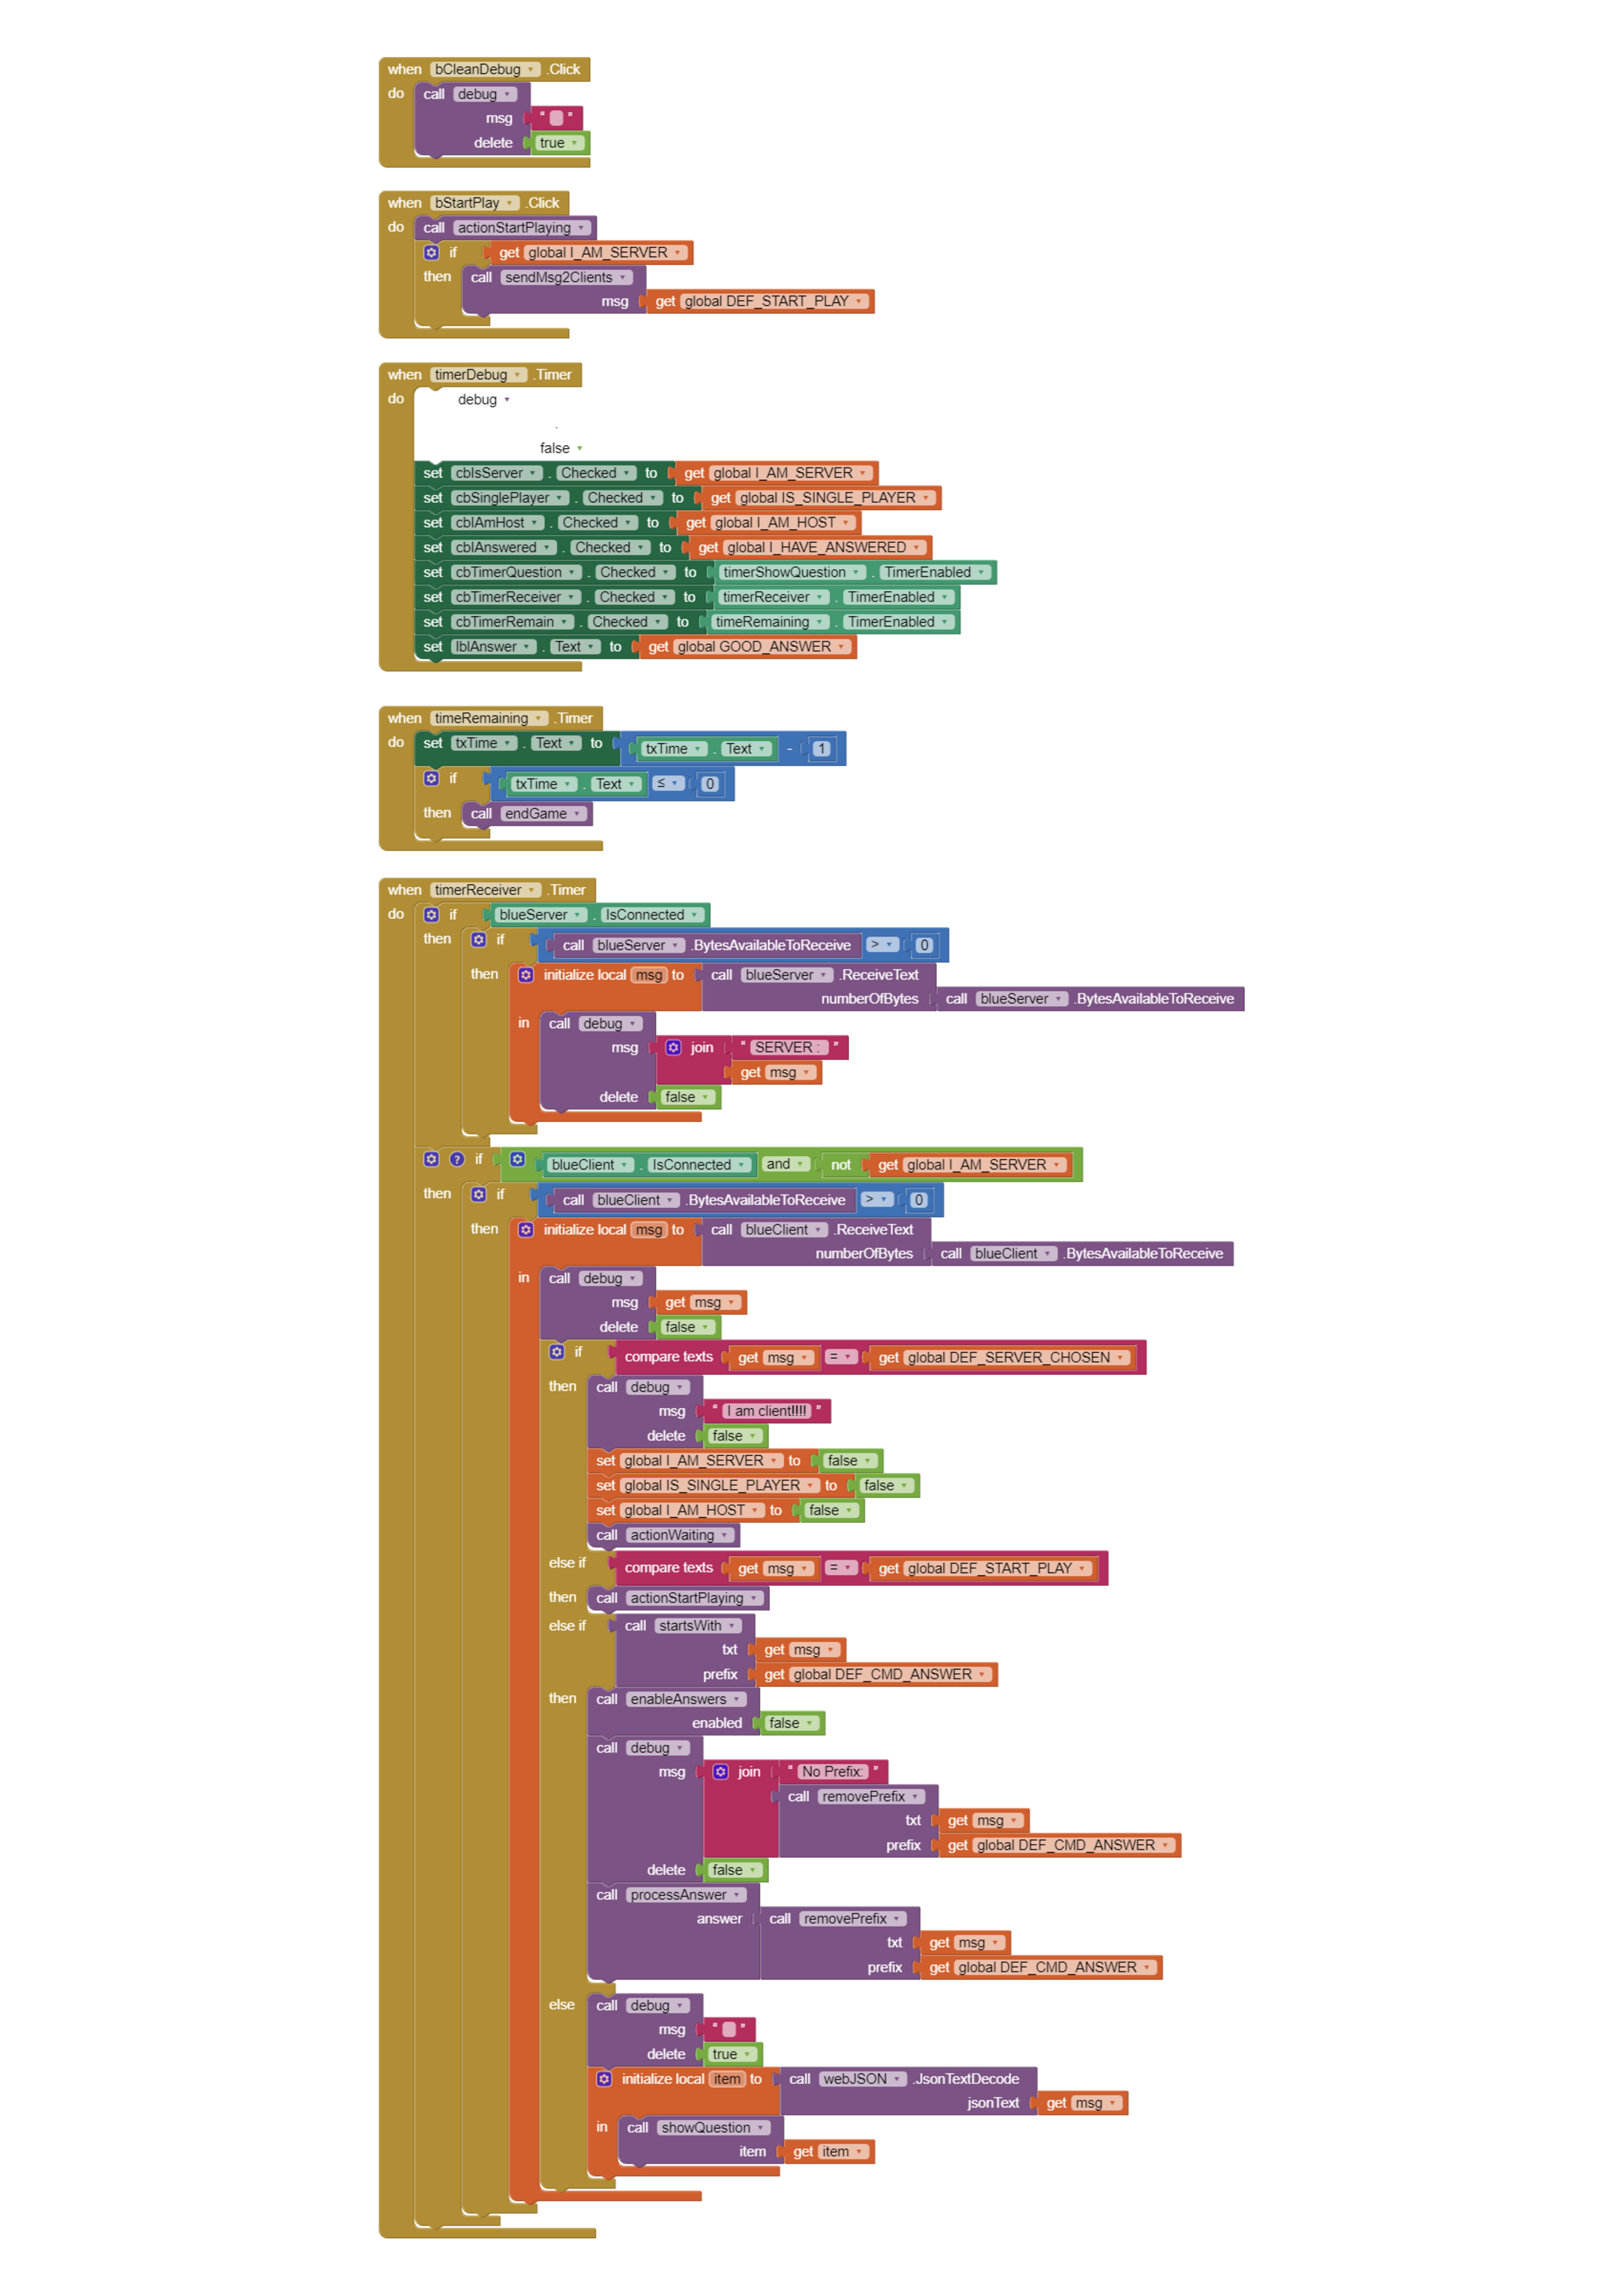 when bCleanDebug .Click
do call debug
msg " "
delete true
when bStartPlay .Click
do call actionStartPlaying
if get global I_AM_SERVER
then call sendMsg2Clients
msg get global DEF_START_PLAY
when timerDebug .Timer
do debug
.
false
set cbIsServer . Checked to get global I_AM_SERVER
set cbSinglePlayer . Checked to get global IS_SINGLE_PLAYER
set cbIAmHost . Checked to get global I_AM_HOST
set cbIAnswered . Checked to get global I_HAVE_ANSWERED
set cbTimerQuestion . Checked to timerShowQuestion . TimerEnabled
set cbTimerReceiver . Checked to timerReceiver . TimerEnabled
set cbTimerRemain . Checked to timeRemaining . TimerEnabled
set lblAnswer . Text to get global GOOD_ANSWER
when timeRemaining .Timer
do set txTime . Text to txTime . Text - 1
if txTime . Text ≤ 0
then call endGame
when timerReceiver .Timer
do if blueServer . IsConnected
then if call blueServer .BytesAvailableToReceive > 0
then initialize local msg to call blueServer .ReceiveText
numberOfBytes call blueServer .BytesAvailableToReceive
in call debug
msg join " SERVER : "
get msg
delete false
? if blueClient . IsConnected and not get global I_AM_SERVER
then if call blueClient .BytesAvailableToReceive > 0
then initialize local msg to call blueClient .ReceiveText
numberOfBytes call blueClient .BytesAvailableToReceive
in call debug
msg get msg
delete false
if compare texts get msg = get global DEF_SERVER_CHOSEN
then call debug
msg " I am client!!!! "
delete false
set global I_AM_SERVER to false
set global IS_SINGLE_PLAYER to false
set global I_AM_HOST to false
call actionWaiting
else if compare texts get msg = get global DEF_START_PLAY
then call actionStartPlaying
else if call startsWith
txt get msg
prefix get global DEF_CMD_ANSWER
then call enableAnswers
enabled false
call debug
msg join " No Prefix: "
call removePrefix
txt get msg
prefix get global DEF_CMD_ANSWER
delete false
call processAnswer
answer call removePrefix
txt get msg
prefix get global DEF_CMD_ANSWER
else call debug
msg " "
delete true
initialize local item to call webJSON .JsonTextDecode
jsonText get msg
in call showQuestion
item get item